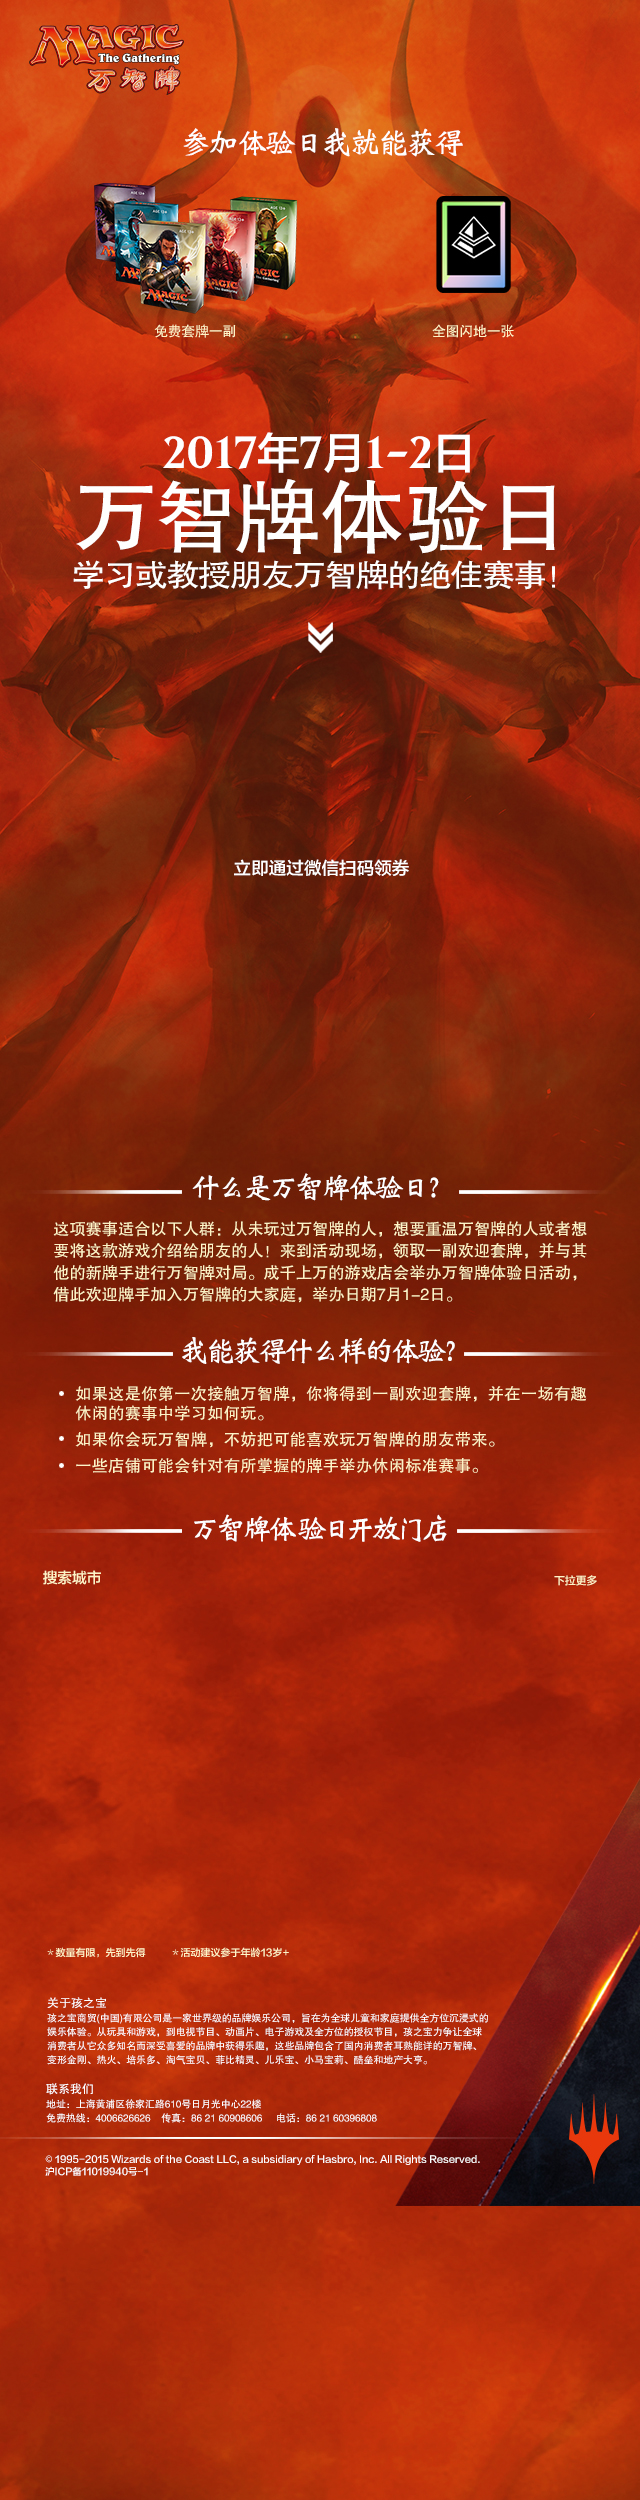 MAGIC
The Gathering
万智牌
参加体验日我就能获得
免费套牌一副
全图闪地一张
2017年7月1-2日
万智牌体验日
学习或教授朋友万智牌的绝佳赛事!
立即通过微信扫码领券
什么是万智牌体验日?
这项赛事适合以下人群：从未玩过万智牌的人，想要重温万智牌的人或者想
要将这款游戏介绍给朋友的人！来到活动现场，领取一副欢迎套牌，并与其
他的新牌手进行万智牌对局。成千上万的游戏店会举办万智牌体验日活动，
借此欢迎牌手加入万智牌的大家庭，举办日期7月1-2日。
我能获得什么样的体验?
• 如果这是你第一次接触万智牌，你将得到一副欢迎套牌，并在一场有趣
休闲的赛事中学习如何玩。
• 如果你会玩万智牌，不妨把可能喜欢玩万智牌的朋友带来。
• 一些店铺可能会针对有所掌握的牌手举办休闲标准赛事。
万智牌体验日开放门店
搜索城市
下拉更多
*数量有限，先到先得 *活动建议参于年龄13岁+
关于孩之宝
孩之宝商贸(中国)有限公司是一家世界级的品牌娱乐公司，旨在为全球儿童和家庭提供全方位沉浸式的
娱乐体验。从玩具和游戏，到电视节目、动画片、电子游戏及全方位的授权节目，孩之宝力争让全球
消费者从它众多知名而深受喜爱的品牌中获得乐趣，这些品牌包含了国内消费者耳熟能详的万智牌、
变形金刚、热火、培乐多、淘气宝贝、菲比精灵、儿乐宝、小马宝莉、酷垒和地产大亨。
联系我们
地址：上海黄浦区徐家汇路610号日月光中心22楼
免费热线：4006626626 传真：86 21 60908606 电话：86 21 60396808
© 1995-2015 Wizards of the Coast LLC, a subsidiary of Hasbro, Inc. All Rights Reserved.
沪ICP备11019940号-1